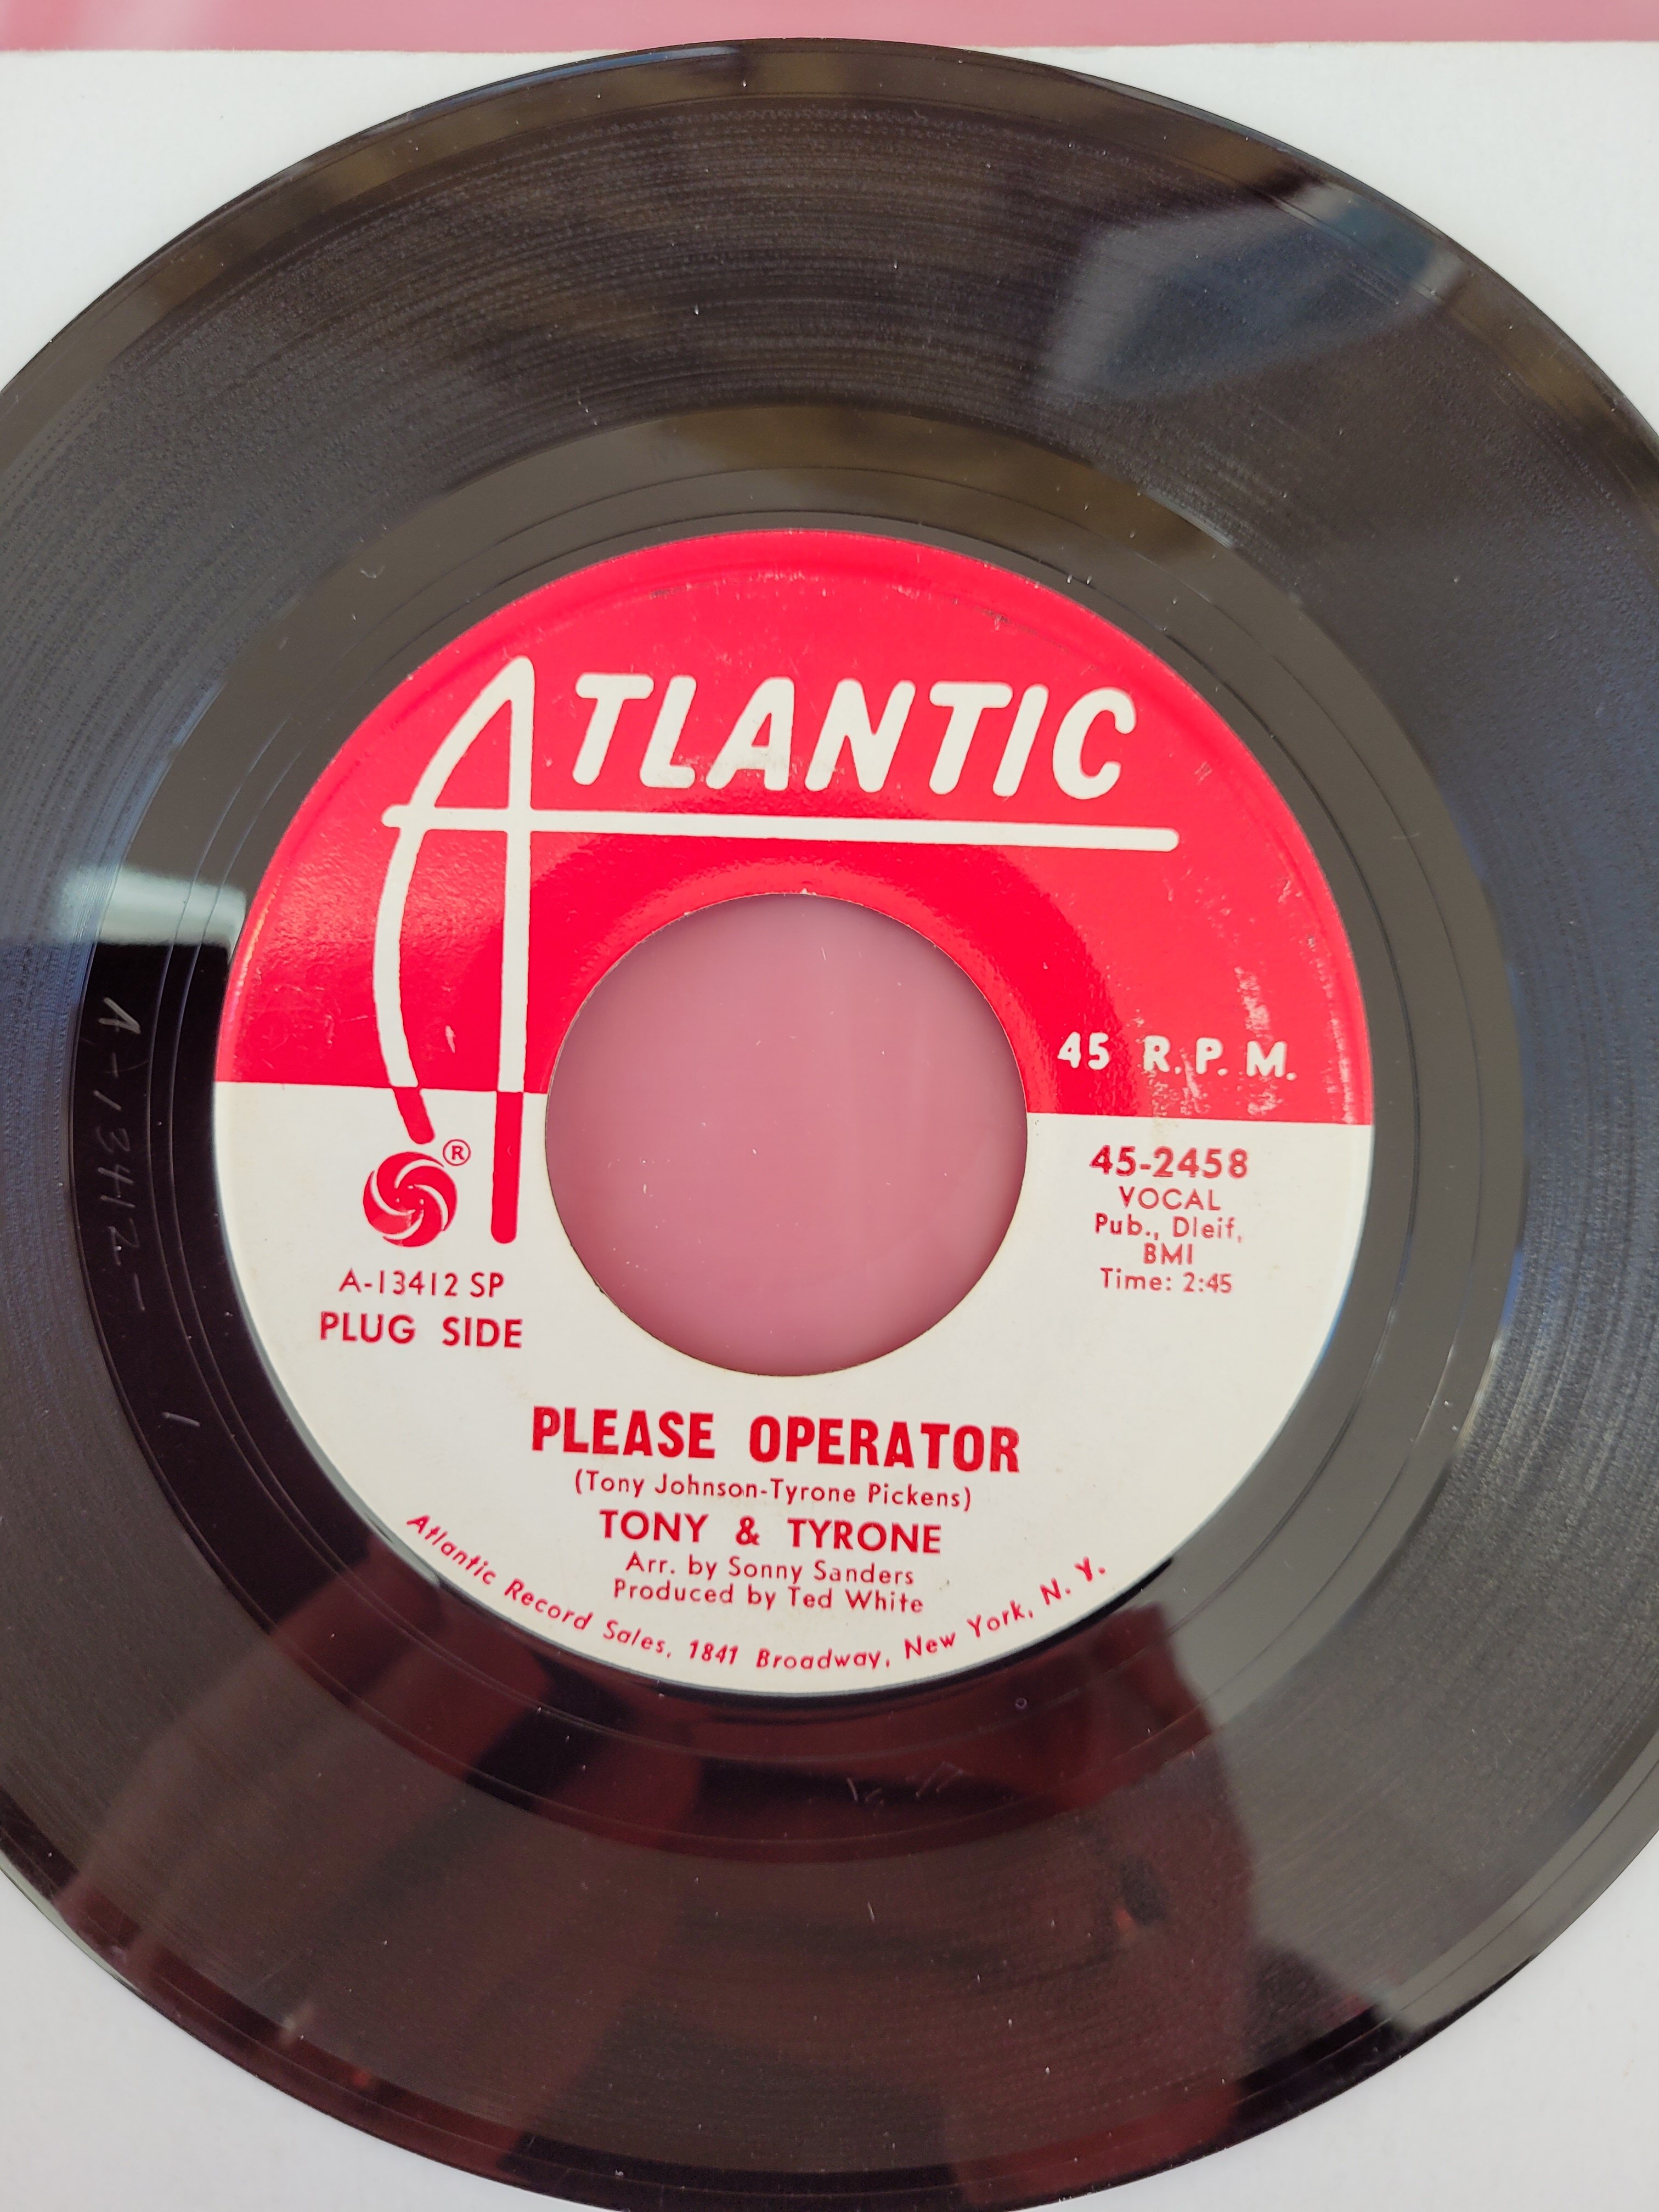 ATLANTIC
45 R.P.M.
®
45-2458
VOCAL
Pub., Dleif,
BMI
Time: 2:45
A-13412 SP
PLUG SIDE
PLEASE OPERATOR
(Tony Johnson-Tyrone Pickens)
TONY & TYRONE
Arr. by Sonny Sanders
Produced by Ted White
Atlantic Record Sales, 1841 Broadway, New York, N. Y.
A-13412-1